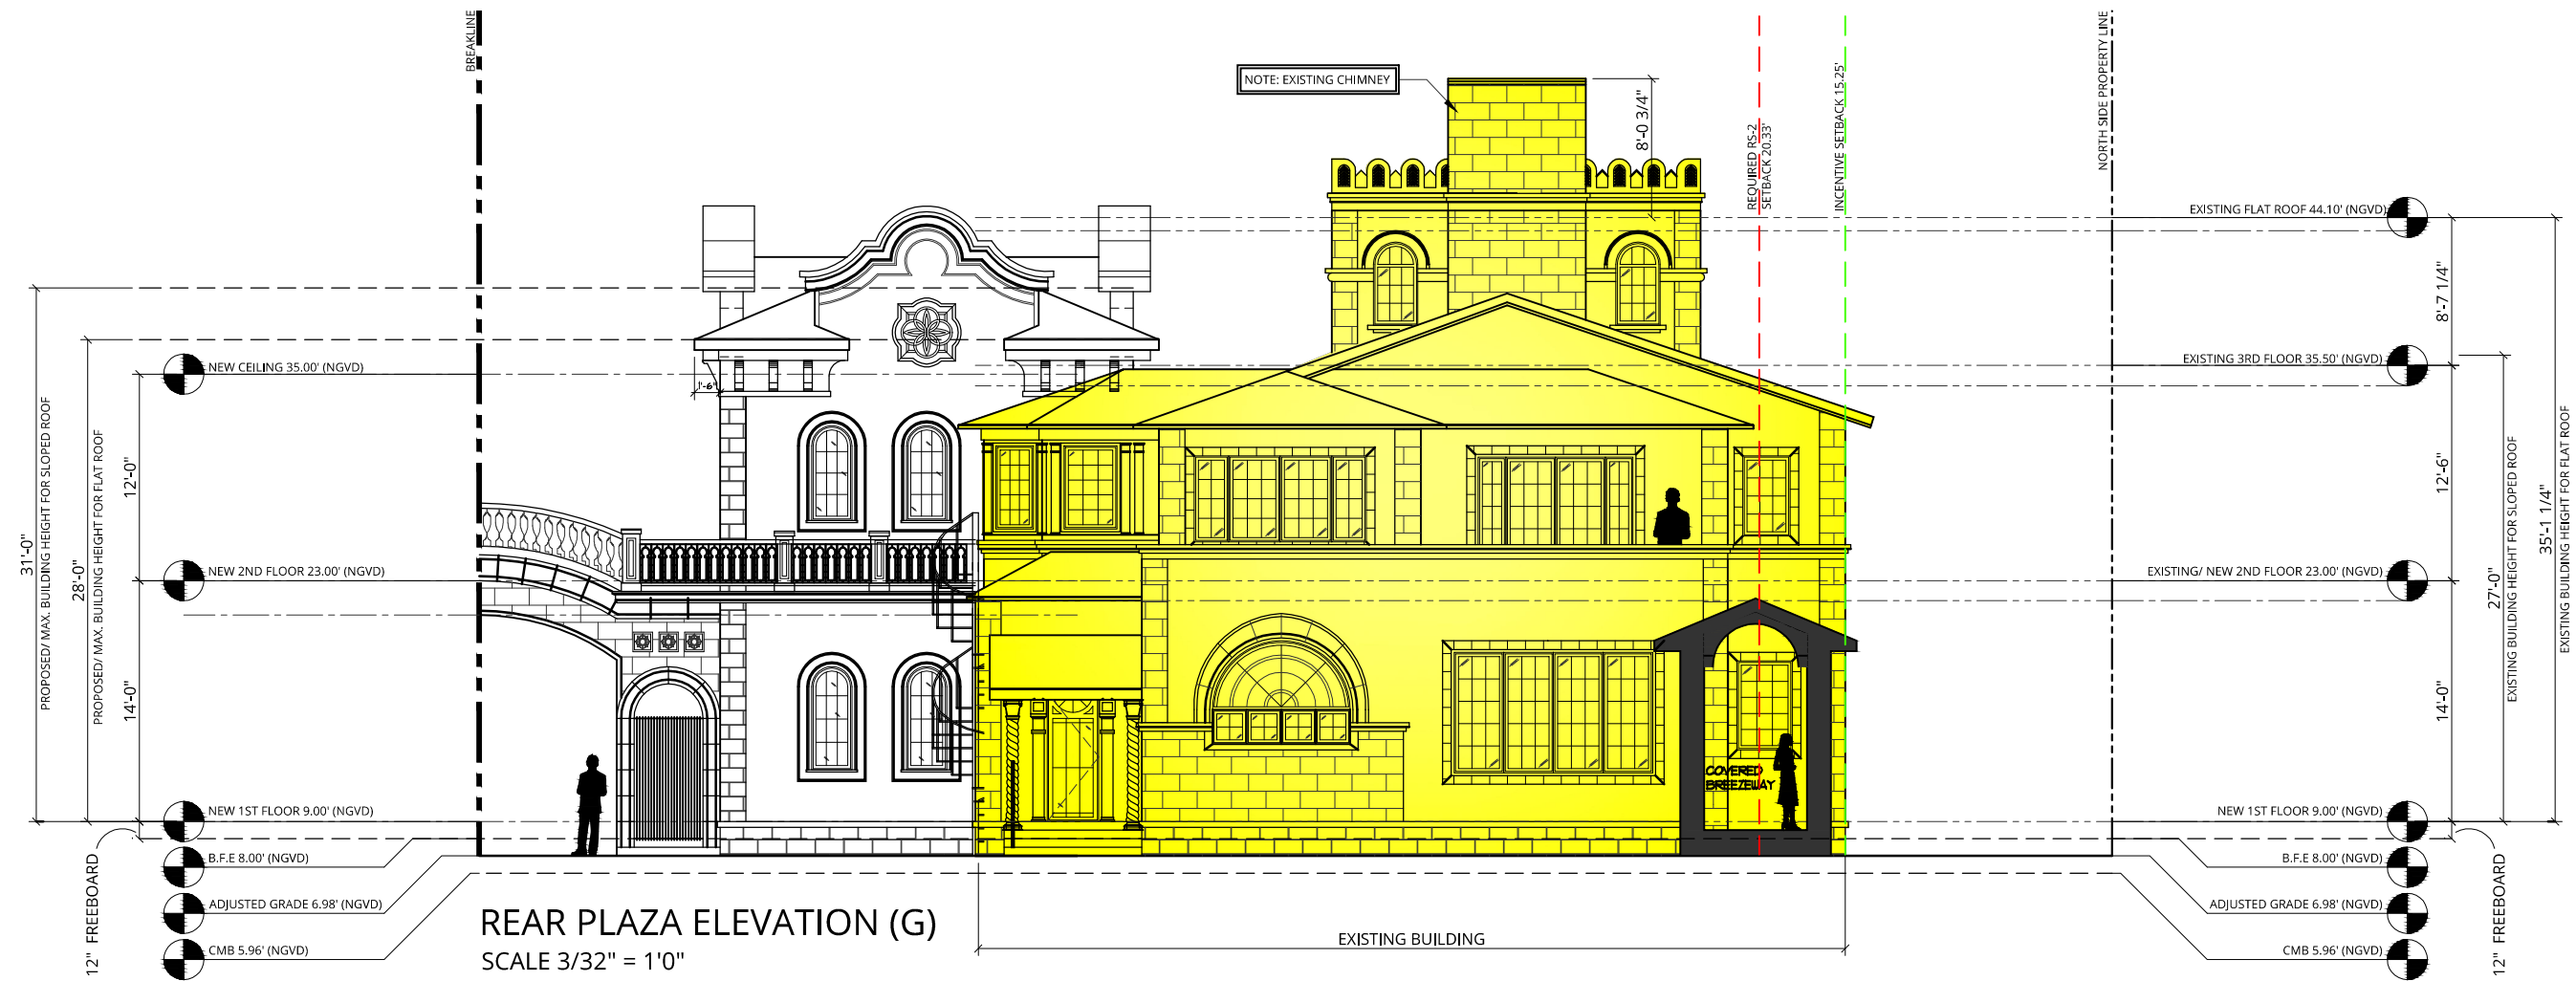 BREAKLINE
NOTE: EXISTING CHIMNEY
8'-0 3/4"
REQUIRED RS-2
SETBACK 20.33'
INCENTIVE SETBACK 15.25'
NORTH SIDE PROPERTY LINE
EXISTING FLAT ROOF 44.10' (NGVD)
8'-7 1/4"
EXISTING 3RD FLOOR 35.50' (NGVD)
12'-6"
EXISTING/ NEW 2ND FLOOR 23.00' (NGVD)
14'-0"
NEW 1ST FLOOR 9.00' (NGVD)
B.F.E 8.00' (NGVD)
ADJUSTED GRADE 6.98' (NGVD)
CMB 5.96' (NGVD)
12" FREEBOARD
27'-0"
EXISTING BUILDING HEIGHT FOR SLOPED ROOF
35'-1 1/4"
EXISTING BUILDING HEIGHT FOR FLAT ROOF
31'-0"
PROPOSED/ MAX. BUILDING HEIGHT FOR SLOPED ROOF
28'-0"
PROPOSED/ MAX. BUILDING HEIGHT FOR FLAT ROOF
NEW CEILING 35.00' (NGVD)
12'-0"
NEW 2ND FLOOR 23.00' (NGVD)
14'-0"
NEW 1ST FLOOR 9.00' (NGVD)
B.F.E 8.00' (NGVD)
ADJUSTED GRADE 6.98' (NGVD)
CMB 5.96' (NGVD)
12" FREEBOARD
1'-6"
COVERED
BREEZEWAY
REAR PLAZA ELEVATION (G)
SCALE 3/32" = 1'0"
EXISTING BUILDING